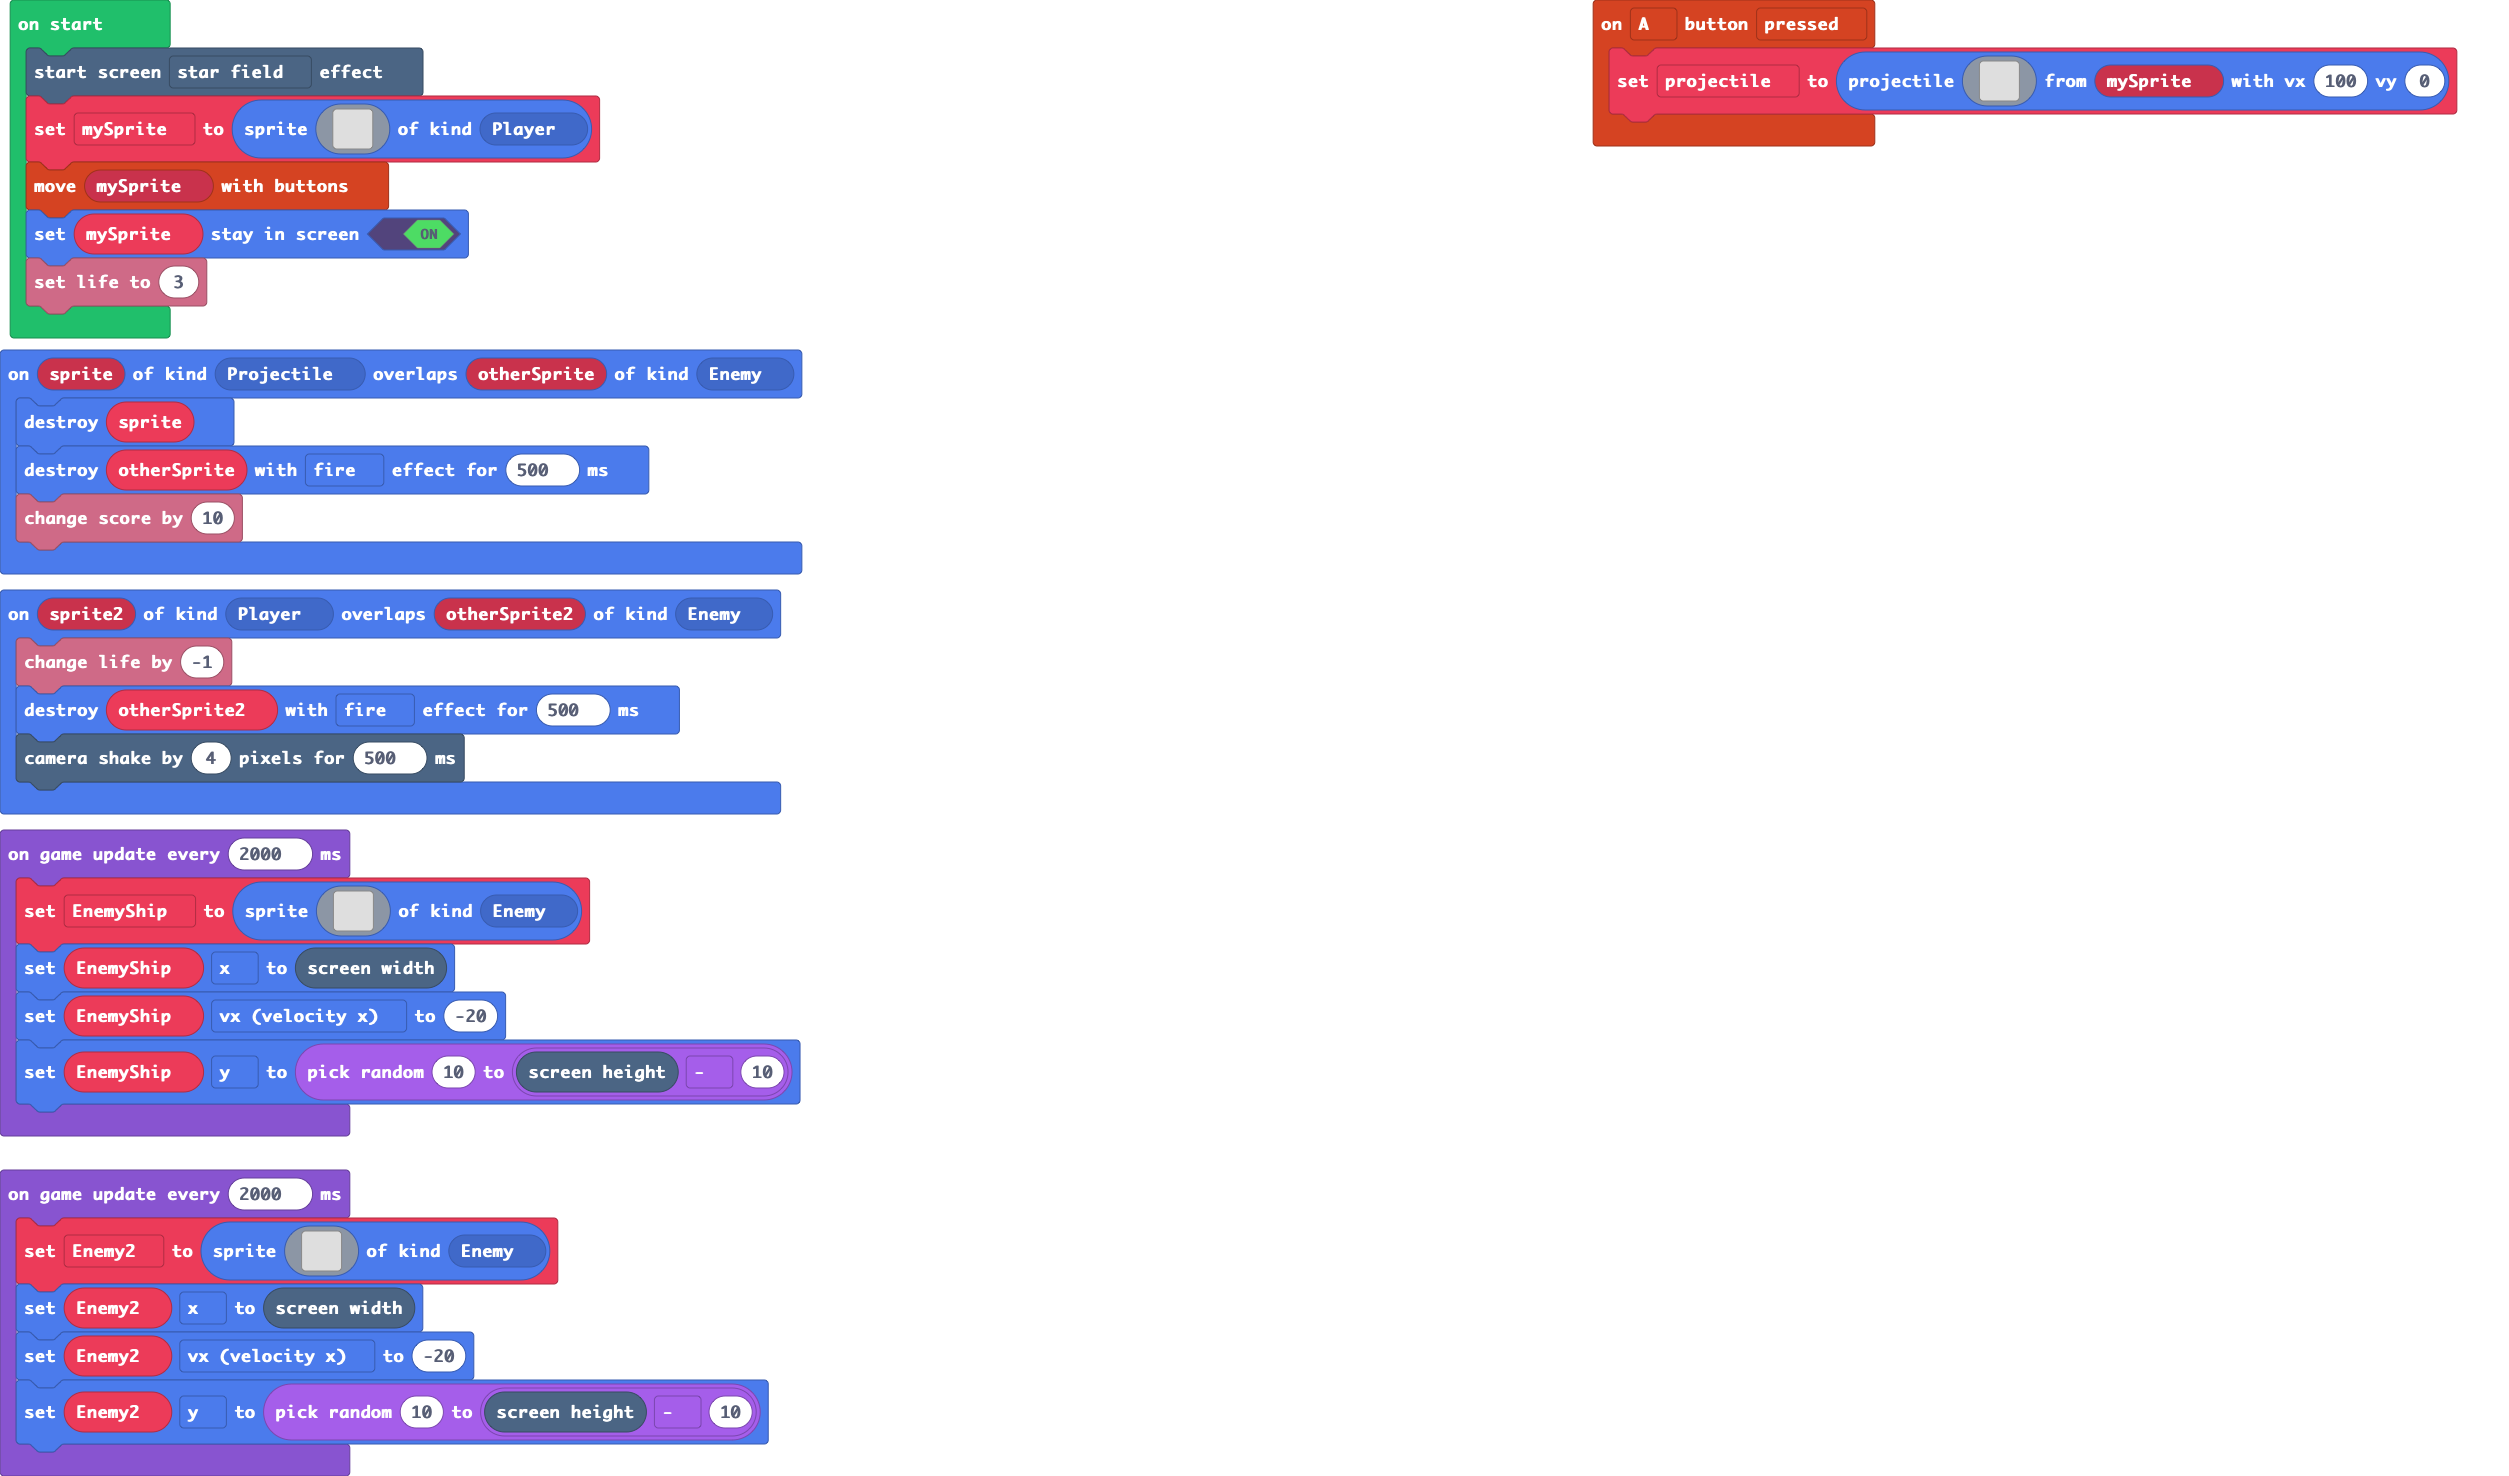 on start
start screen star field effect
set mySprite to sprite of kind Player
move mySprite with buttons
set mySprite stay in screen ON
set life to 3
on A button pressed
set projectile to projectile from mySprite with vx 100 vy 0
on sprite of kind Projectile overlaps otherSprite of kind Enemy
destroy sprite
destroy otherSprite with fire effect for 500 ms
change score by 10
on sprite2 of kind Player overlaps otherSprite2 of kind Enemy
change life by -1
destroy otherSprite2 with fire effect for 500 ms
camera shake by 4 pixels for 500 ms
on game update every 2000 ms
set EnemyShip to sprite of kind Enemy
set EnemyShip x to screen width
set EnemyShip vx (velocity x) to -20
set EnemyShip y to pick random 10 to screen height - 10
on game update every 2000 ms
set Enemy2 to sprite of kind Enemy
set Enemy2 x to screen width
set Enemy2 vx (velocity x) to -20
set Enemy2 y to pick random 10 to screen height - 10